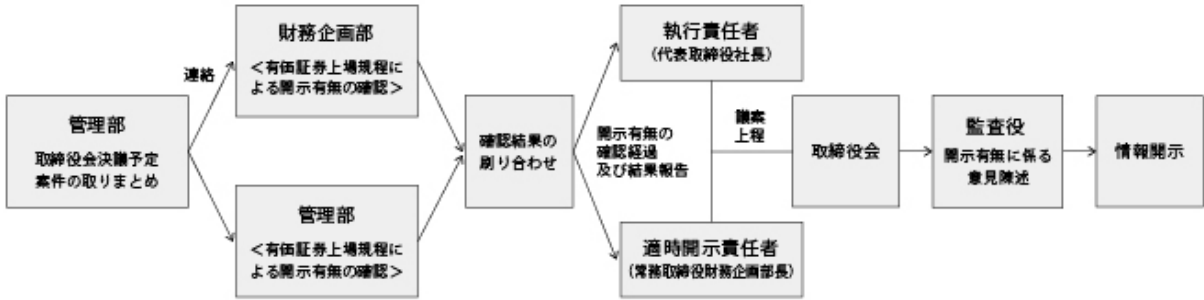 管理部
取締役会決議予定
案件の取りまとめ
連絡
財務企画部
＜有価証券上場規程に
よる開示有無の確認＞
管理部
＜有価証券上場規程に
よる開示有無の確認＞
確認結果の
刷り合わせ
開示有無の
確認経過
及び結果報告
執行責任者
（代表取締役社長）
適時開示責任者
（常務取締役財務企画部長）
議案
上程
取締役会
監査役
開示有無に係る
意見陳述
情報開示